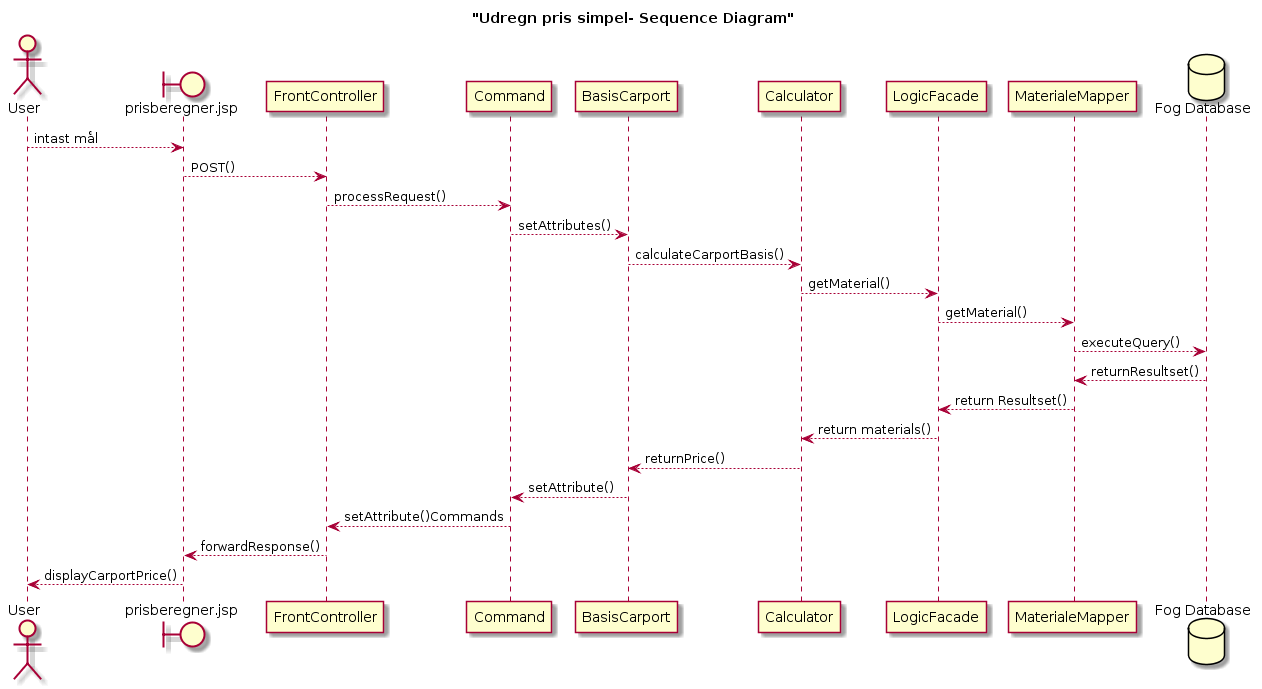 "Udregn pris simpel- Sequence Diagram"
User
prisberegner.jsp
FrontController
Command
BasisCarport
Calculator
LogicFacade
MaterialeMapper
Fog Database
intast mål
POST()
processRequest()
setAttributes()
calculateCarportBasis()
getMaterial()
getMaterial()
executeQuery()
returnResultset()
return Resultset()
return materials()
returnPrice()
setAttribute()
setAttribute()Commands
forwardResponse()
displayCarportPrice()
User
prisberegner.jsp
FrontController
Command
BasisCarport
Calculator
LogicFacade
MaterialeMapper
Fog Database